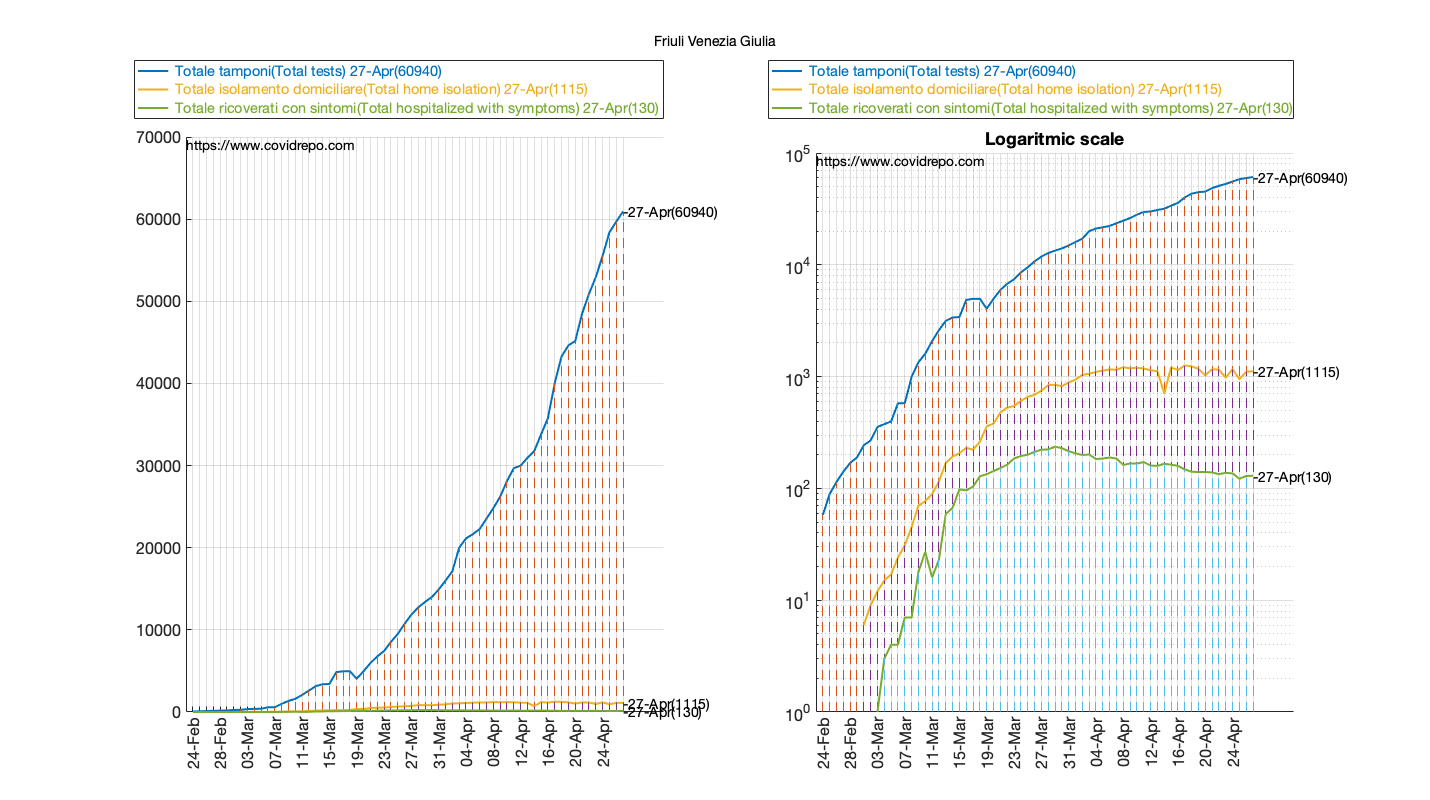 Friuli Venezia Giulia
Totale tamponi(Total tests) 27-Apr(60940)
Totale isolamento domiciliare(Total home isolation) 27-Apr(1115)
Totale ricoverati con sintomi(Total hospitalized with symptoms) 27-Apr(130)
70000
https://www.covidrepo.com
60000
50000
40000
30000
20000
10000
0
27-Apr(60940)
27-Apr(1115)
27-Apr(130)
24-Feb
28-Feb
03-Mar
07-Mar
11-Mar
15-Mar
19-Mar
23-Mar
27-Mar
31-Mar
04-Apr
08-Apr
12-Apr
16-Apr
20-Apr
24-Apr
Totale tamponi(Total tests) 27-Apr(60940)
Totale isolamento domiciliare(Total home isolation) 27-Apr(1115)
Totale ricoverati con sintomi(Total hospitalized with symptoms) 27-Apr(130)
Logaritmic scale
10^5
https://www.covidrepo.com
10^4
10^3
10^2
10^1
10^0
27-Apr(60940)
27-Apr(1115)
27-Apr(130)
24-Feb
28-Feb
03-Mar
07-Mar
11-Mar
15-Mar
19-Mar
23-Mar
27-Mar
31-Mar
04-Apr
08-Apr
12-Apr
16-Apr
20-Apr
24-Apr